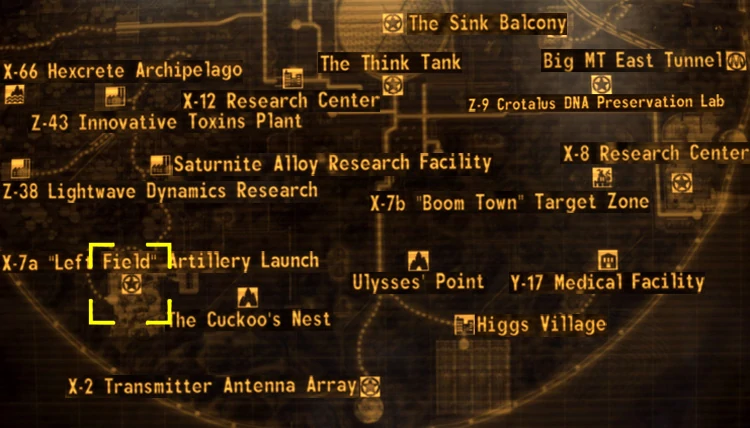 The Sink Balcony
The Think Tank
Big MT East Tunnel
X-66 Hexcrete Archipelago
X-12 Research Center
Z-9 Crotalus DNA Preservation Lab
Z-43 Innovative Toxins Plant
Saturnite Alloy Research Facility
X-8 Research Center
Z-38 Lightwave Dynamics Research
X-7b "Boom Town" Target Zone
X-7a "Left Field" Artillery Launch
Ulysses' Point
Y-17 Medical Facility
The Cuckoo's Nest
Higgs Village
X-2 Transmitter Antenna Array